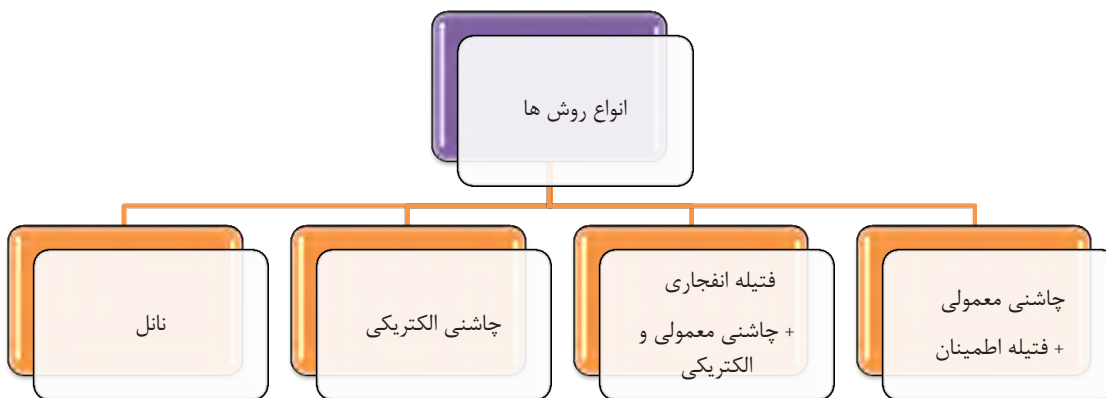 انواع روش ها
چاشنی معمولی
+ فتیله اطمینان
فتیله انفجاری
+ چاشنی معمولی و
الکتریکی
چاشنی الکتریکی
نانل